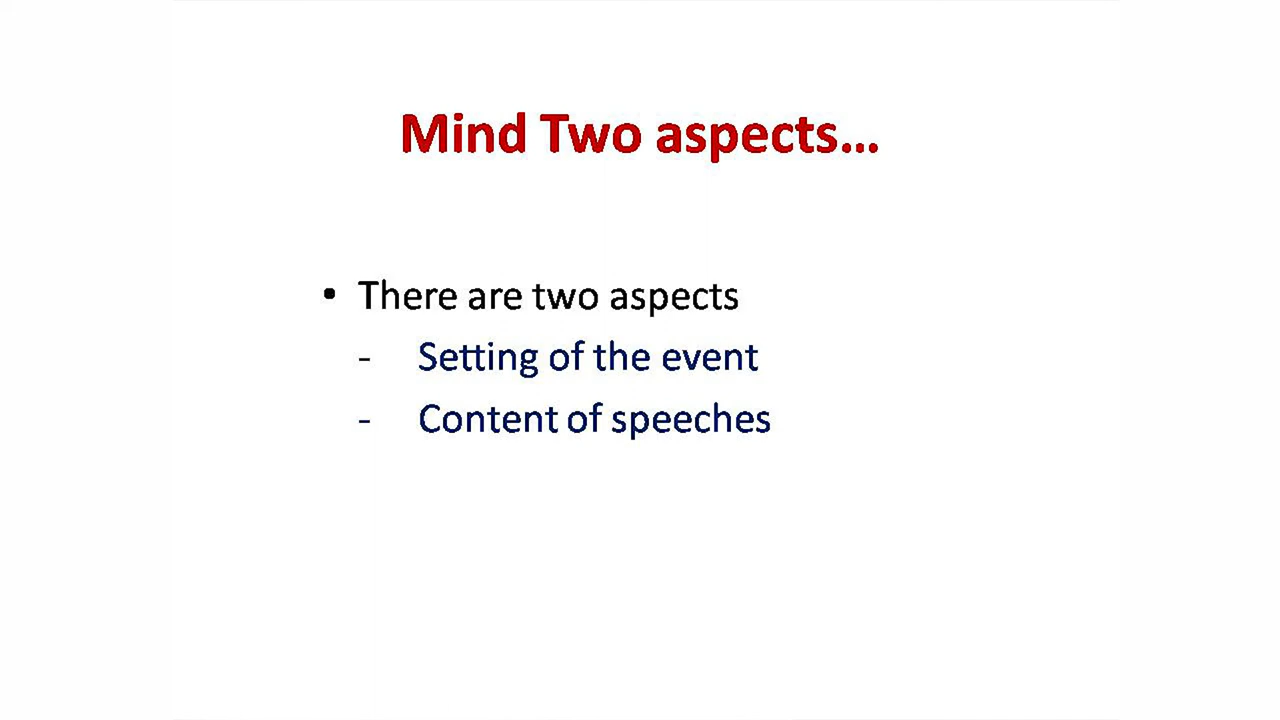 Mind Two aspects...
• There are two aspects
- Setting of the event
- Content of speeches